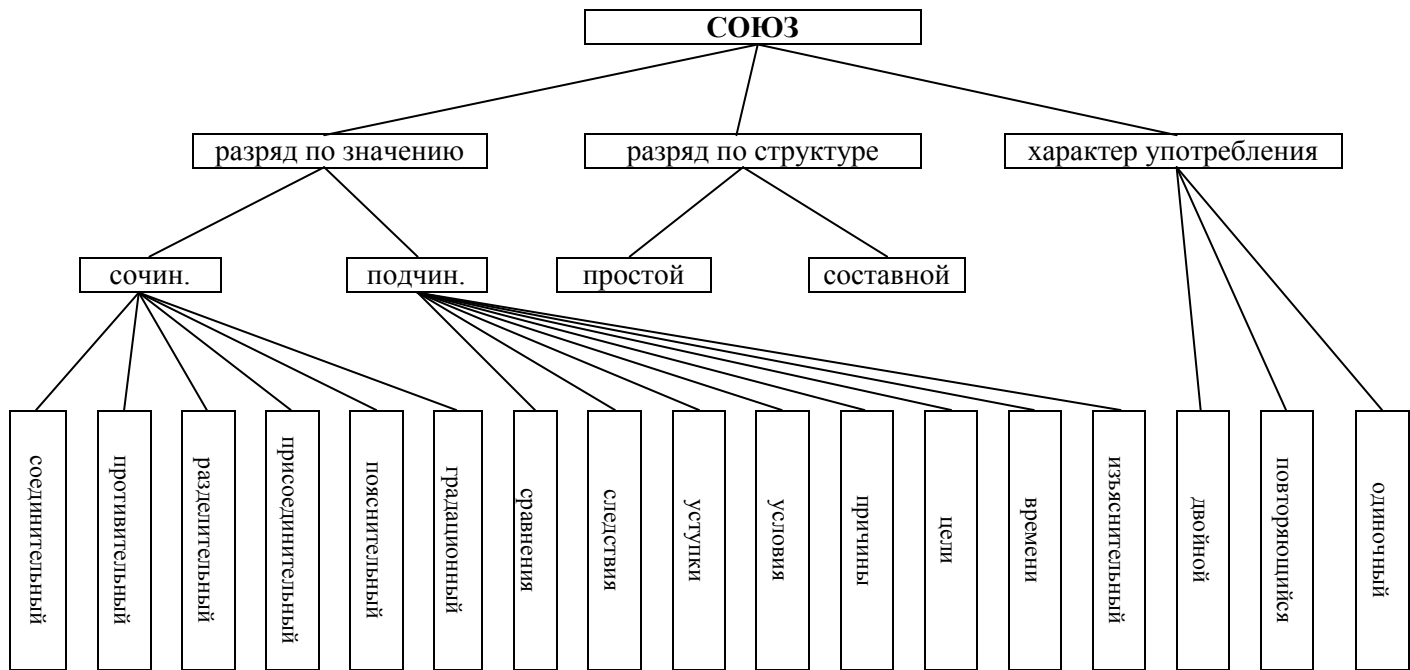 СОЮЗ
разряд по значению
разряд по структуре
характер употребления
сочин.
подчин.
простой
составной
соединительный
противительный
разделительный
присоединительный
пояснительный
градационный
сравнения
следствия
уступки
условия
причины
цели
времени
изъяснительный
двойной
повторяющийся
одиночный